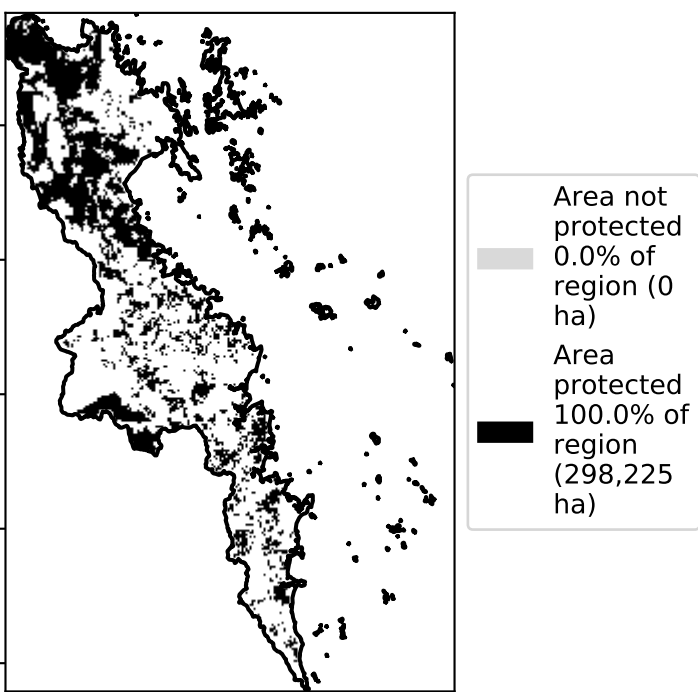 Area not
protected
0.0% of
region (0
ha)
Area
protected
100.0% of
region
(298,225
ha)